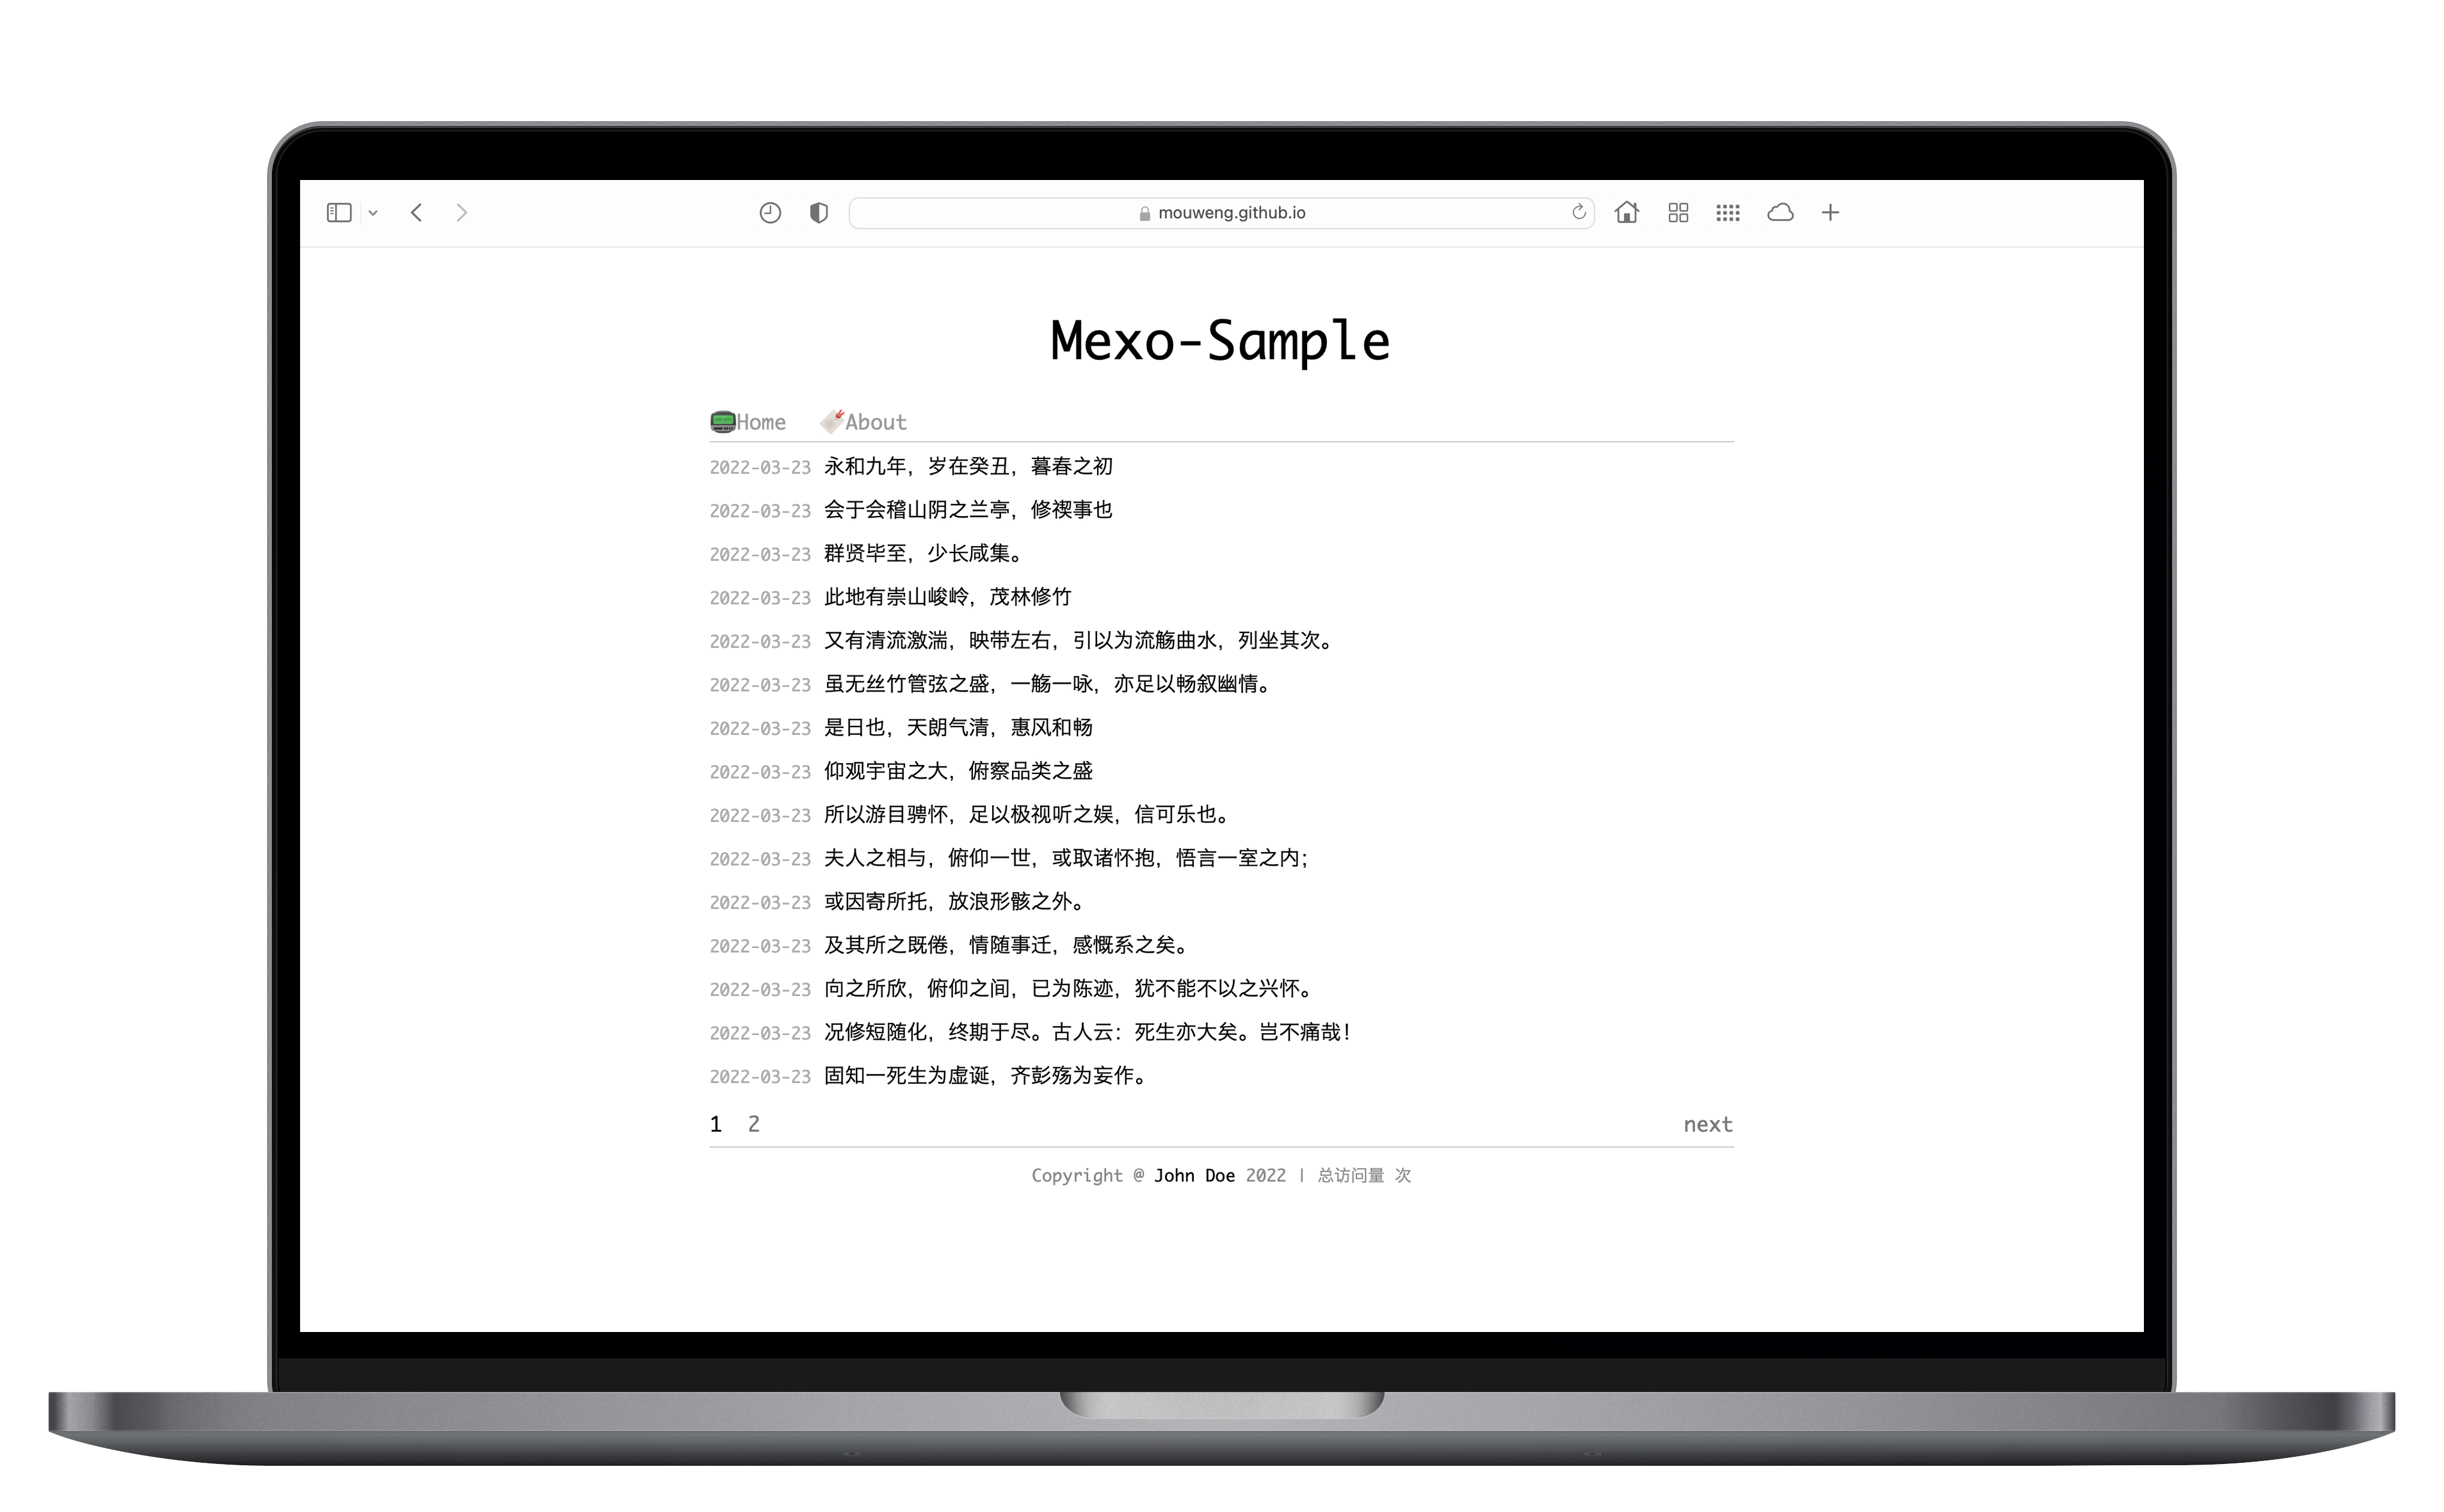 mouweng.github.io
Mexo-Sample
Home About
2022-03-23 永和九年，岁在癸丑，暮春之初
2022-03-23 会于会稽山阴之兰亭，修禊事也
2022-03-23 群贤毕至，少长咸集。
2022-03-23 此地有崇山峻岭，茂林修竹
2022-03-23 又有清流激湍，映带左右，引以为流觞曲水，列坐其次。
2022-03-23 虽无丝竹管弦之盛，一觞一咏，亦足以畅叙幽情。
2022-03-23 是日也，天朗气清，惠风和畅
2022-03-23 仰观宇宙之大，俯察品类之盛
2022-03-23 所以游目骋怀，足以极视听之娱，信可乐也。
2022-03-23 夫人之相与，俯仰一世，或取诸怀抱，悟言一室之内；
2022-03-23 或因寄所托，放浪形骸之外。
2022-03-23 及其所之既倦，情随事迁，感慨系之矣。
2022-03-23 向之所欣，俯仰之间，已为陈迹，犹不能不以之兴怀。
2022-03-23 况修短随化，终期于尽。古人云：死生亦大矣。岂不痛哉！
2022-03-23 固知一死生为虚诞，齐彭殇为妄作。
1 2 next
Copyright @ John Doe 2022 | 总访问量 次